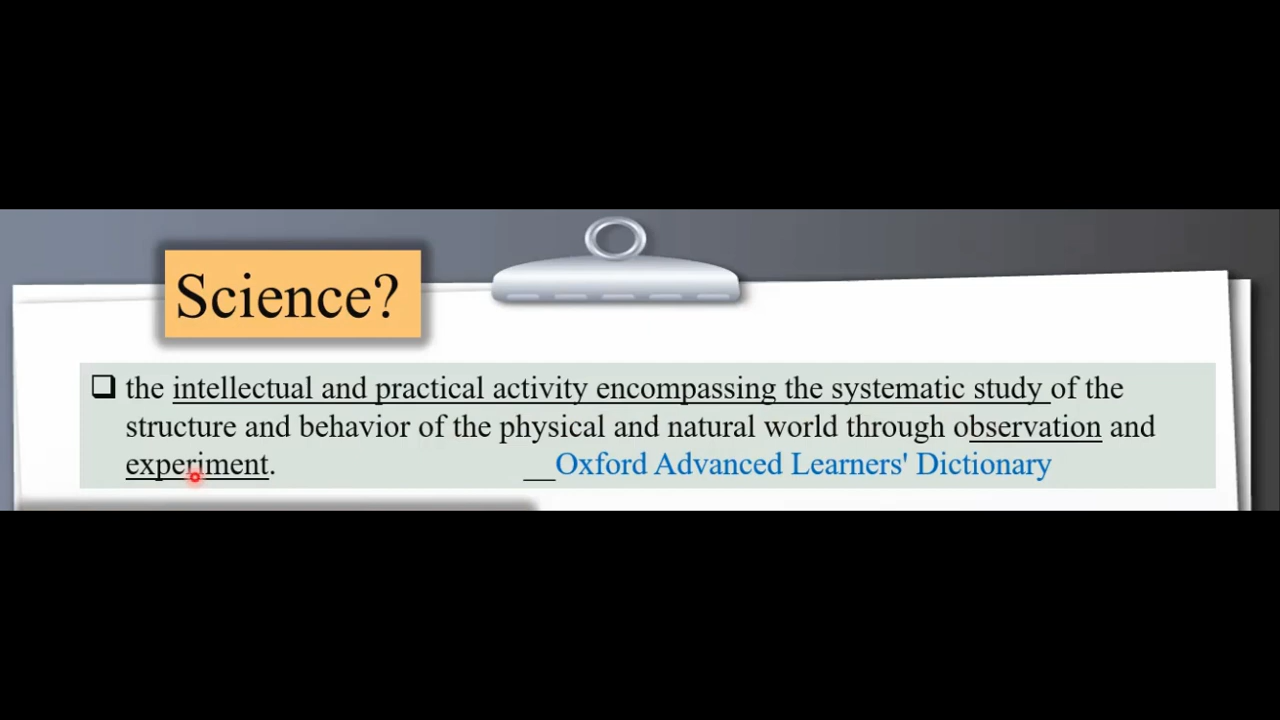 Science?
❑ the intellectual and practical activity encompassing the systematic study of the
structure and behavior of the physical and natural world through observation and
experiment. __Oxford Advanced Learners' Dictionary